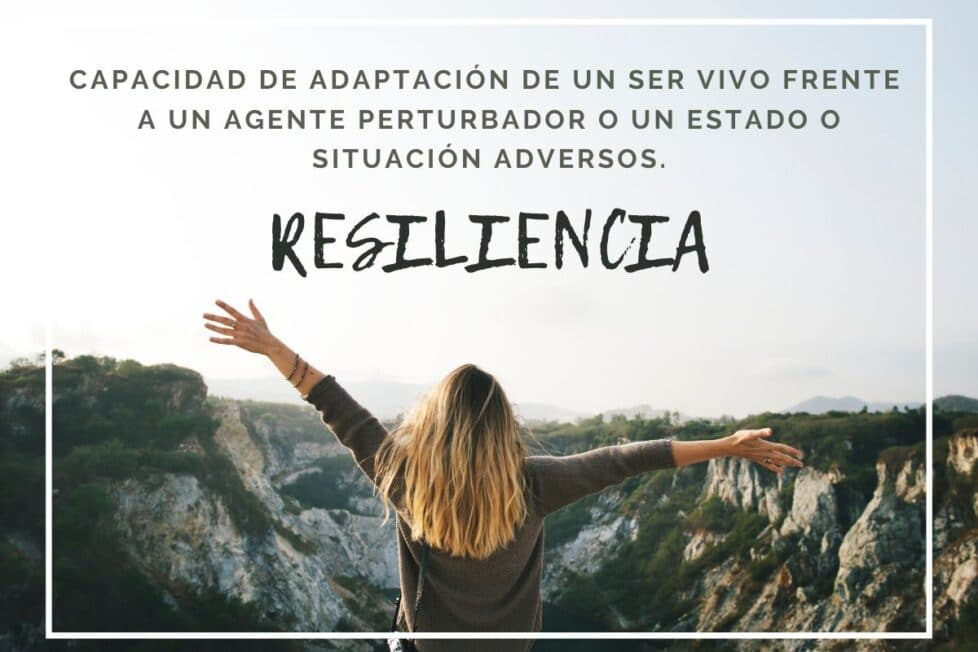 CAPACIDAD DE ADAPTACIÓN DE UN SER VIVO FRENTE
A UN AGENTE PERTURBADOR O UN ESTADO O
SITUACIÓN ADVERSOS.
RESILIENCIA